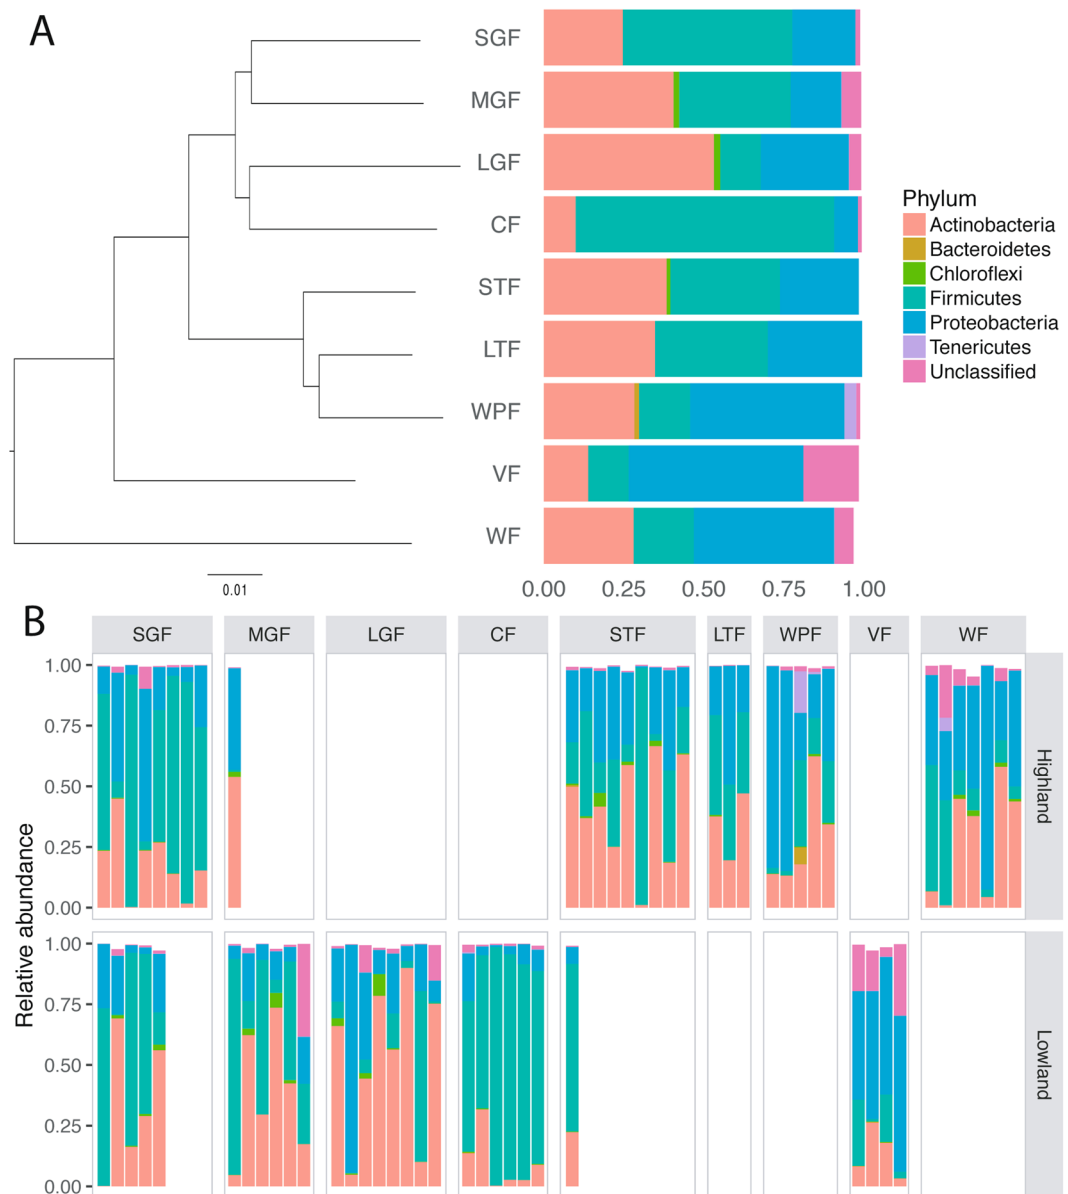 A
SGF
MGF
LGF
CF
STF
LTF
WPF
VF
WF
Phylum
Actinobacteria
Bacteroidetes
Chloroflexi
Firmicutes
Proteobacteria
Tenericutes
Unclassified
0.01
0.00 0.25 0.50 0.75 1.00
B
SGF MGF LGF CF STF LTF WPF VF WF
1.00
0.75
0.50
0.25
0.00
Highland
Relative abundance
1.00
0.75
0.50
0.25
0.00
Lowland